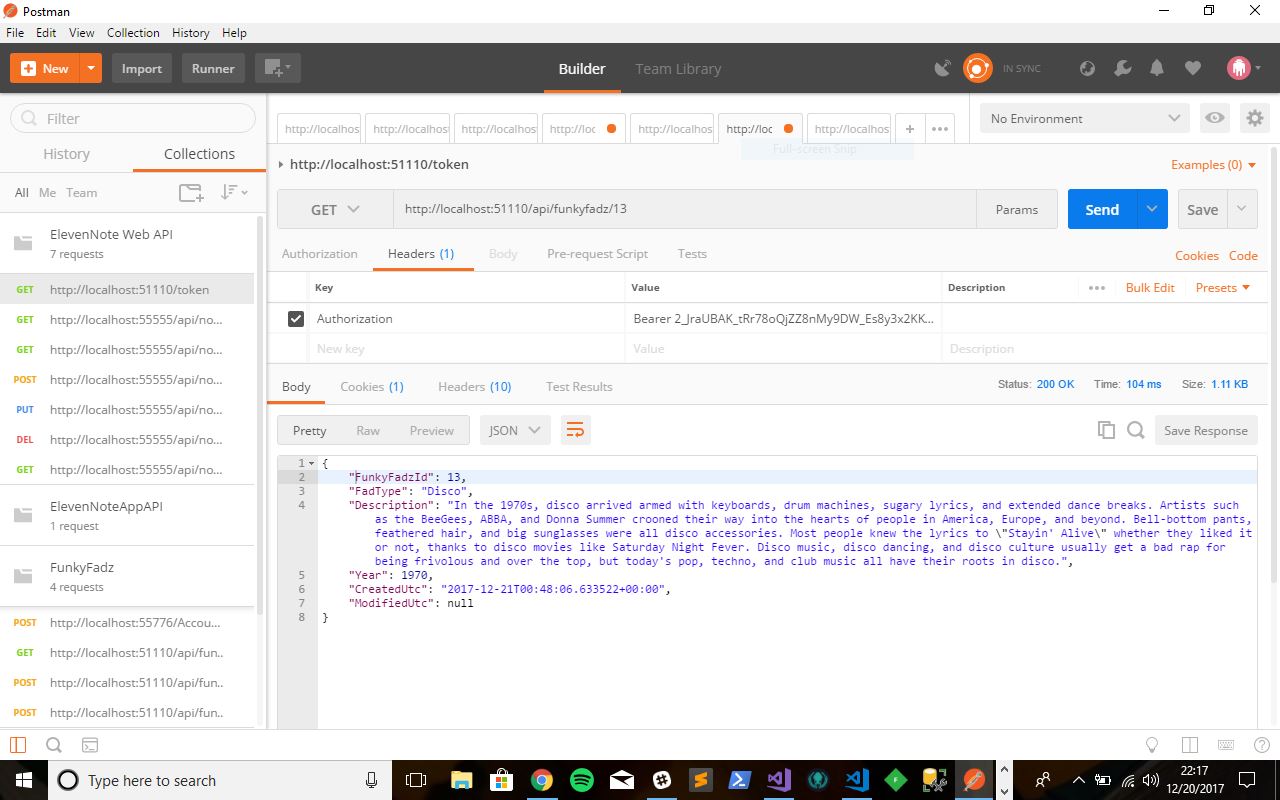 Postman
File Edit View Collection History Help
New Import Runner Builder Team Library IN SYNC
Filter
History Collections
All Me Team
ElevenNote Web API
7 requests
GET http://localhost:51110/token
GET http://localhost:55555/api/no...
GET http://localhost:55555/api/no...
POST http://localhost:55555/api/no...
PUT http://localhost:55555/api/no...
DEL http://localhost:55555/api/no...
GET http://localhost:55555/api/no...
ElevenNoteAppAPI
1 request
FunkyFadz
4 requests
POST http://localhost:55776/Accou...
GET http://localhost:51110/api/fun..
POST http://localhost:51110/api/fun..
POST http://localhost:51110/api/fun..
http://localhos http://localhos http://localhos http://loc http://localhos http://loc http://localhos + •••
No Environment
Full-screen Snip
http://localhost:51110/token Examples (0)
GET http://localhost:51110/api/funkyfadz/13 Params Send Save
Authorization Headers (1) Body Pre-request Script Tests Cookies Code
Key Value Description ••• Bulk Edit Presets
Authorization Bearer 2_JraUBAK_tRr78oQjZZ8nMy9DW_Es8y3x2KK...
New key Value Description
Body Cookies (1) Headers (10) Test Results Status: 200 OK Time: 104 ms Size: 1.11 KB
Pretty Raw Preview JSON Save Response
1 {
2 "FunkyFadzId": 13,
3 "FadType": "Disco",
4 "Description": "In the 1970s, disco arrived armed with keyboards, drum machines, sugary lyrics, and extended dance breaks. Artists such
as the BeeGees, ABBA, and Donna Summer crooned their way into the hearts of people in America, Europe, and beyond. Bell-bottom pants,
feathered hair, and big sunglasses were all disco accessories. Most people knew the lyrics to \"Stayin' Alive\" whether they liked it
or not, thanks to disco movies like Saturday Night Fever. Disco music, disco dancing, and disco culture usually get a bad rap for
being frivolous and over the top, but today's pop, techno, and club music all have their roots in disco.",
5 "Year": 1970,
6 "CreatedUtc": "2017-12-21T00:48:06.633522+00:00",
7 "ModifiedUtc": null
8 }
Type here to search
22:17
12/20/2017